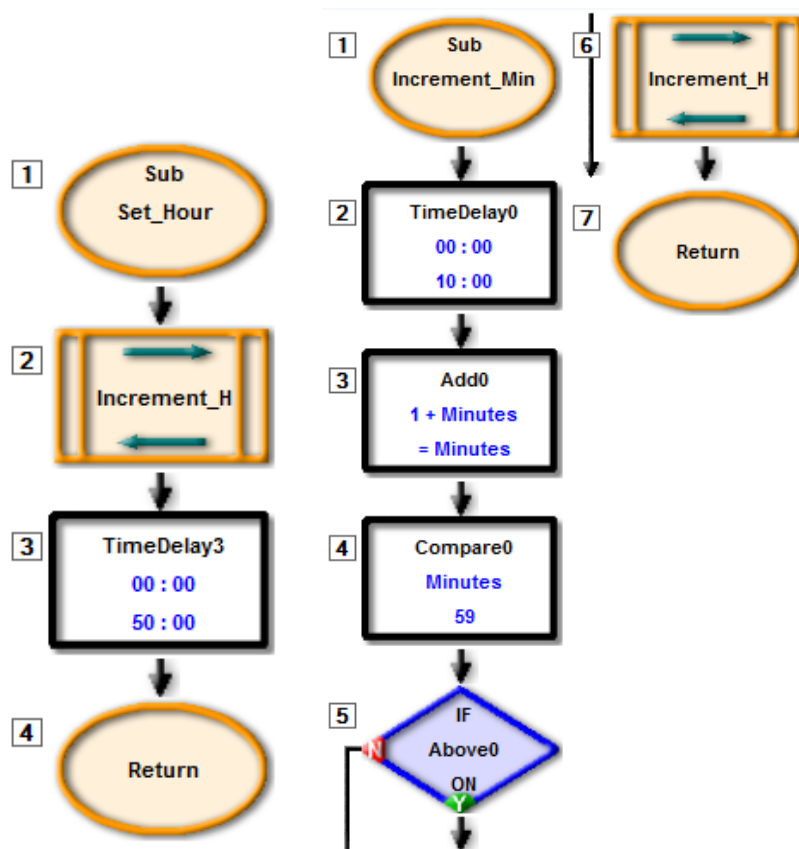 1
Sub
Set_Hour
2
Increment_H
3
TimeDelay3
00 : 00
50 : 00
4
Return
1
Sub
Increment_Min
2
TimeDelay0
00 : 00
10 : 00
3
Add0
1 + Minutes
= Minutes
4
Compare0
Minutes
59
5
IF
Above0
ON
N
Y
6
Increment_H
7
Return